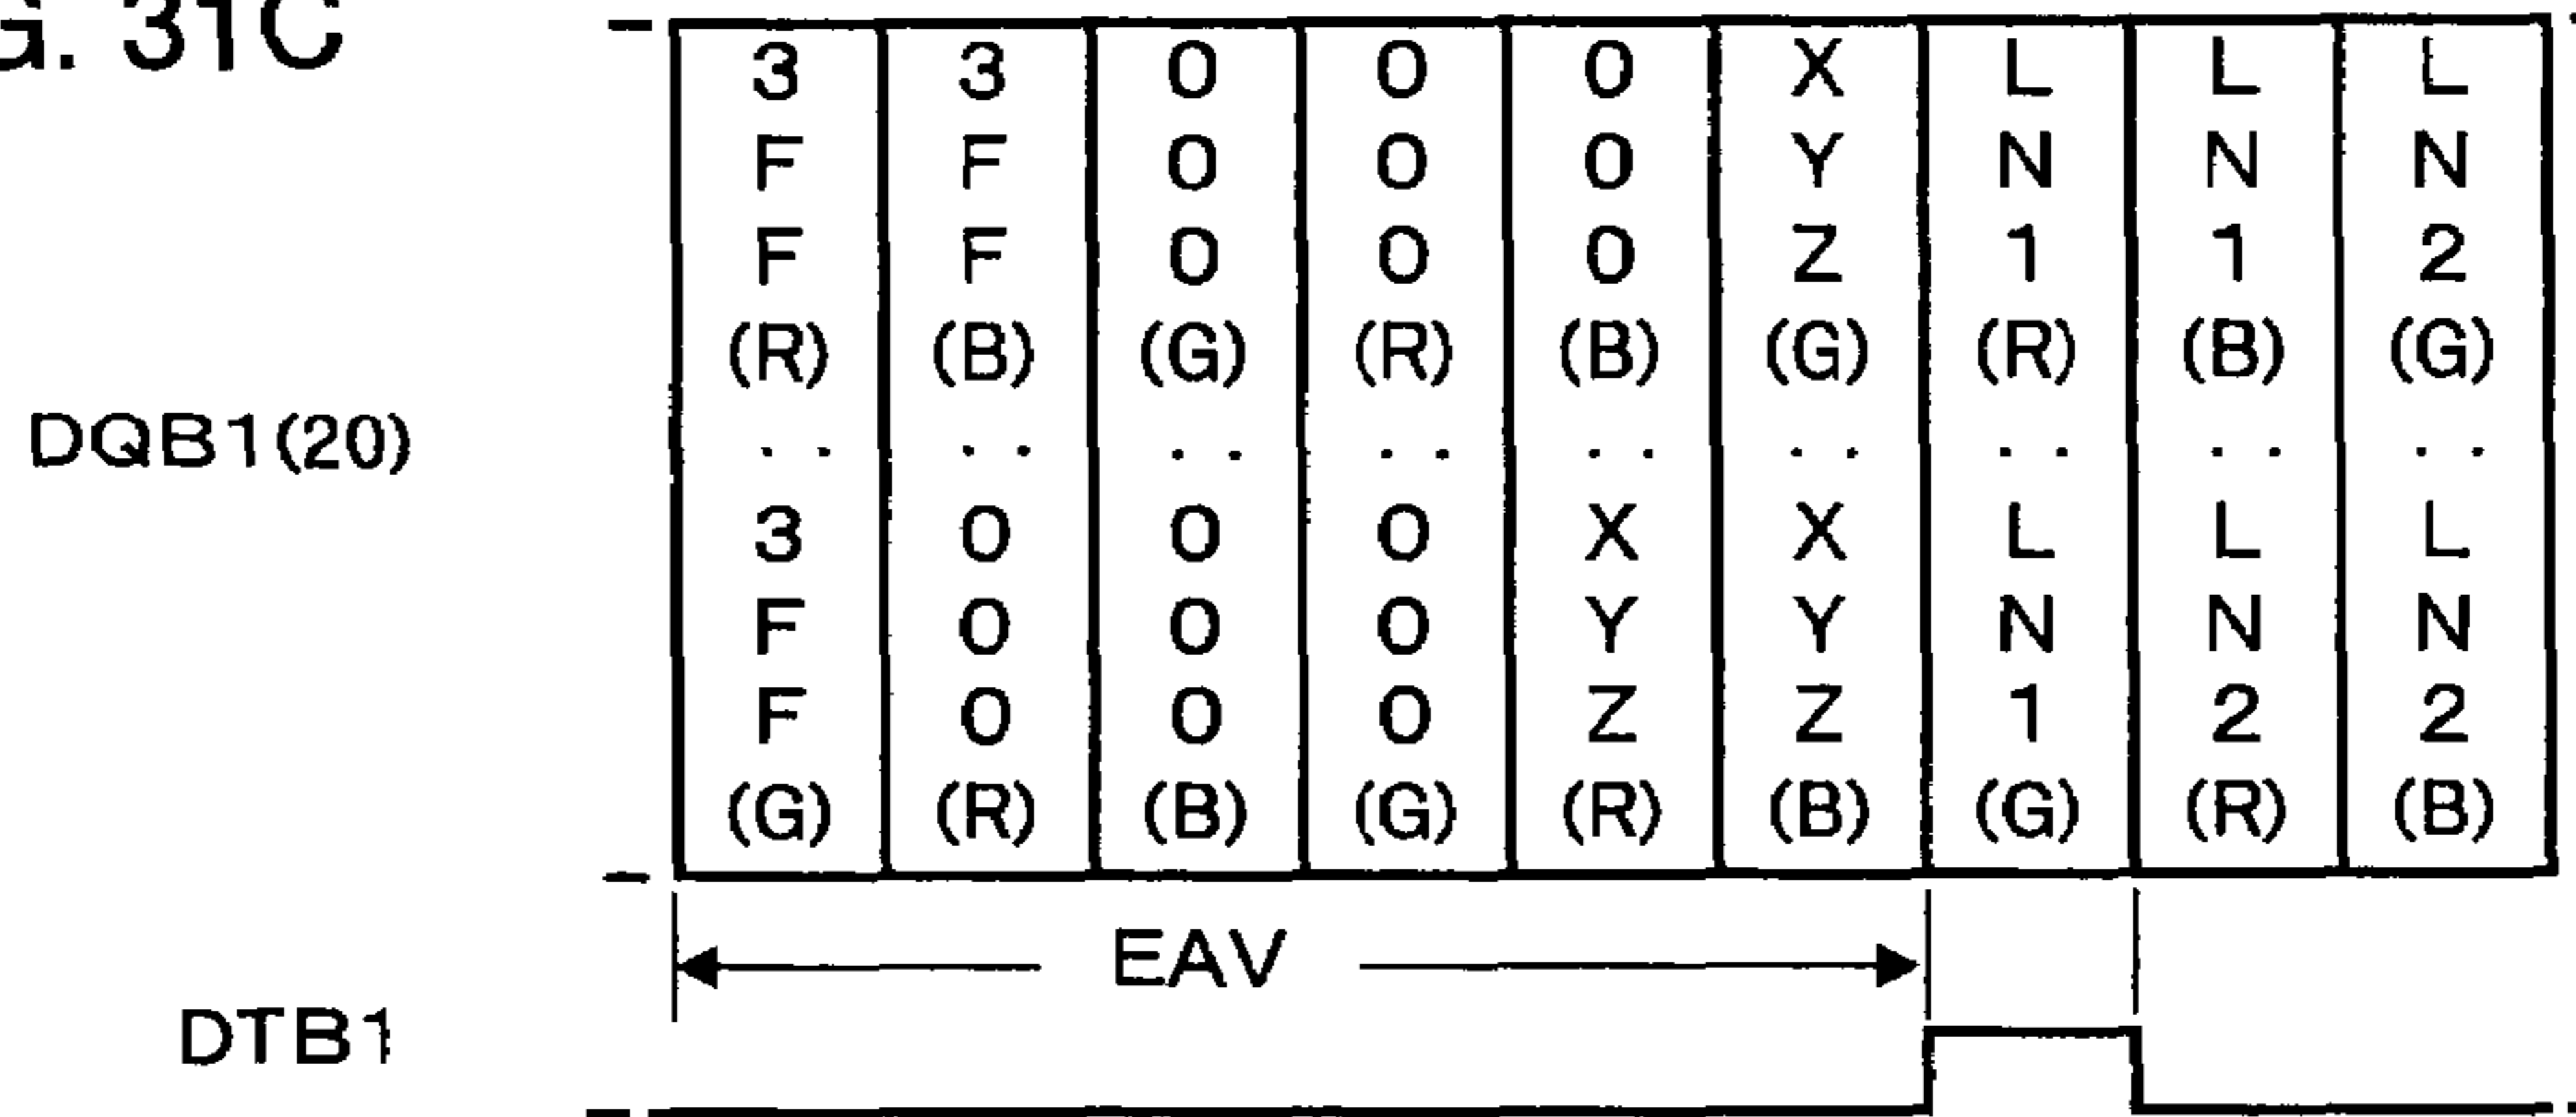 G. 31C
3 3 0 0 0 X L L L
F F 0 0 0 Y N N N
F F 0 0 0 Z 1 1 2
(R) (B) (G) (R) (B) (G) (R) (B) (G)
DQB1(20) .. .. .. .. .. .. .. .. ..
3 0 0 0 X X L L L
F 0 0 0 Y Y N N N
F 0 0 0 Z Z 1 2 2
(G) (R) (B) (G) (R) (B) (G) (R) (B)
EAV
DTB1